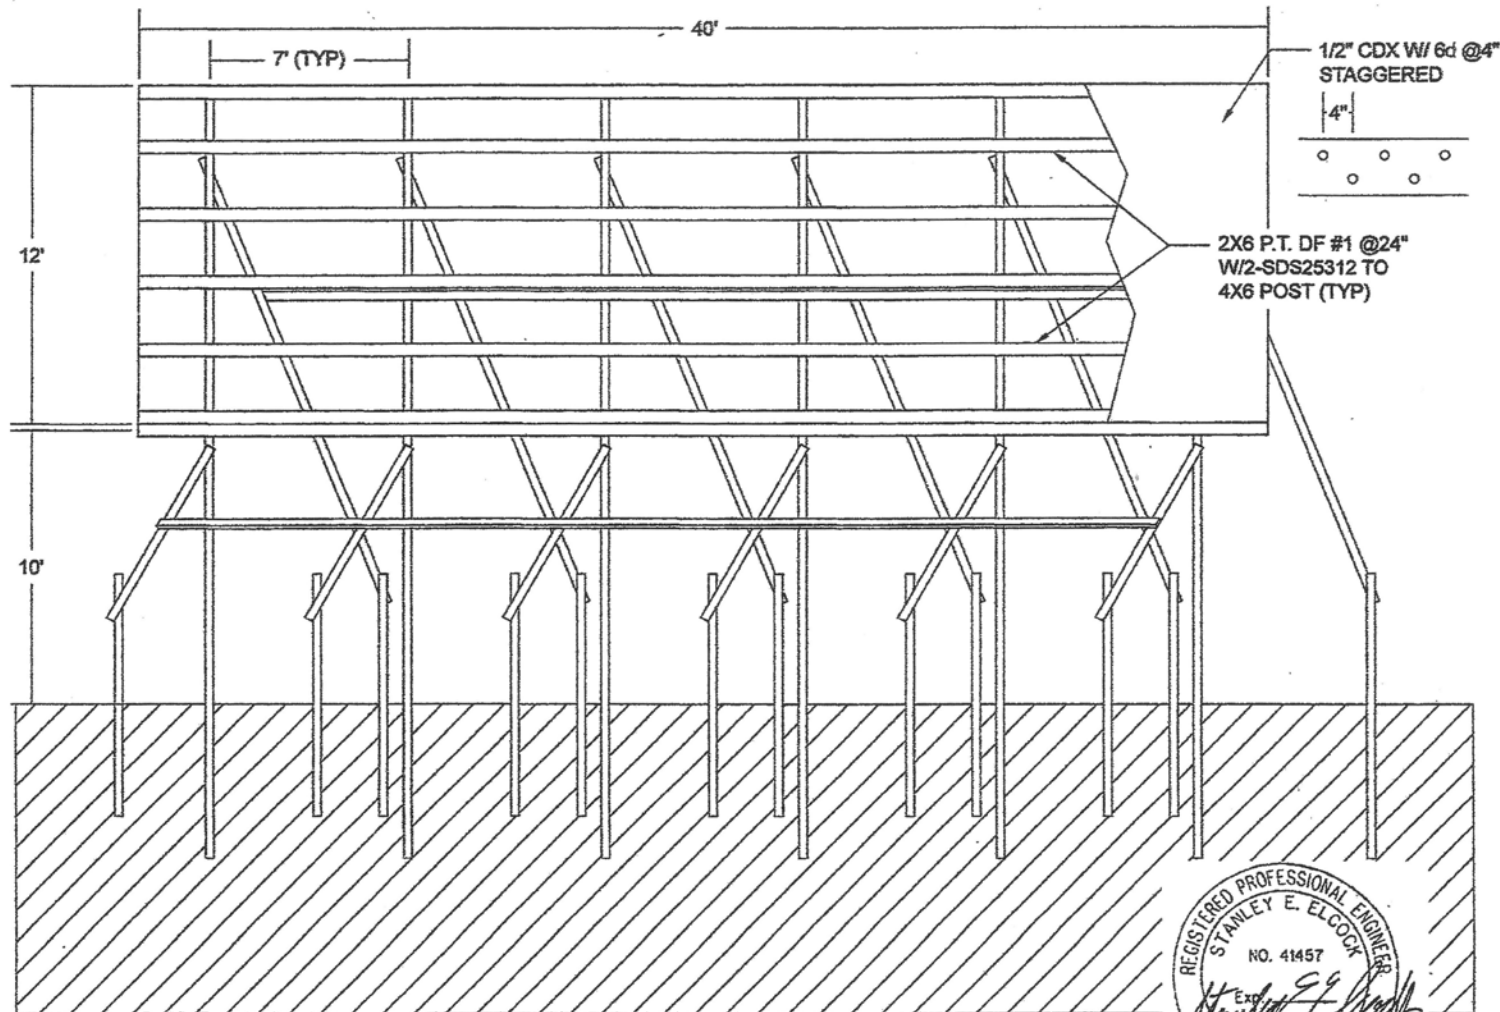 40'
7' (TYP)
1/2" CDX W/ 6d @4"
STAGGERED
4"
12'
2X6 P.T. DF #1 @24"
W/2-SDS25312 TO
4X6 POST (TYP)
10'
REGISTERED PROFESSIONAL ENGINEER
STANLEY E. ELCOCK
NO. 41457
Exp.